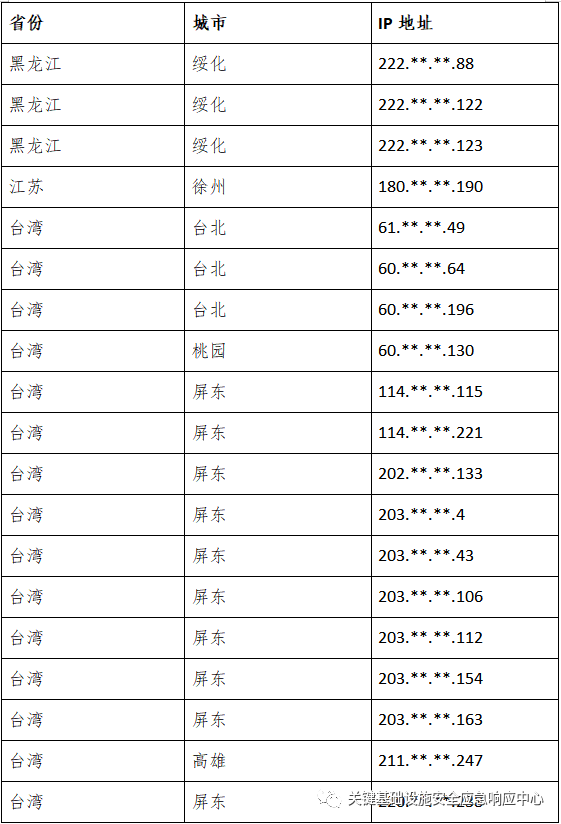 省份 城市 IP 地址
黑龙江 绥化 222.**.**.88
黑龙江 绥化 222.**.**.122
黑龙江 绥化 222.**.**.123
江苏 徐州 180.**.**.190
台湾 台北 61.**.**.49
台湾 台北 60.**.**.64
台湾 台北 60.**.**.196
台湾 桃园 60.**.**.130
台湾 屏东 114.**.**.115
台湾 屏东 114.**.**.221
台湾 屏东 202.**.**.133
台湾 屏东 203.**.**.4
台湾 屏东 203.**.**.43
台湾 屏东 203.**.**.106
台湾 屏东 203.**.**.112
台湾 屏东 203.**.**.154
台湾 屏东 203.**.**.163
台湾 高雄 211.**.**.247
台湾 屏东
关键基础设施安全应急响应中心